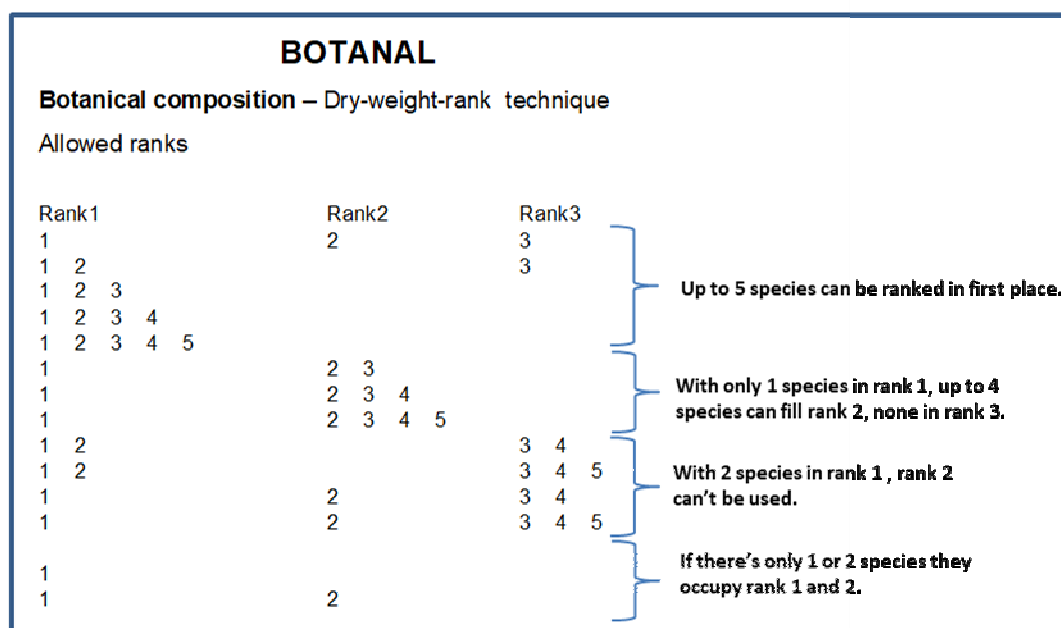 BOTANAL
Botanical composition – Dry-weight-rank technique
Allowed ranks
Rank1 Rank2 Rank3
1 2 3
1 2 3
1 2 3
1 2 3 4
1 2 3 4 5
Up to 5 species can be ranked in first place.
1 2 3
1 2 3 4
1 2 3 4 5
With only 1 species in rank 1, up to 4
species can fill rank 2, none in rank 3.
1 2 3 4
1 2 3 4 5
1 2 3 4
1 2 3 4 5
With 2 species in rank 1 , rank 2
can't be used.
1
1 2
If there's only 1 or 2 species they
occupy rank 1 and 2.